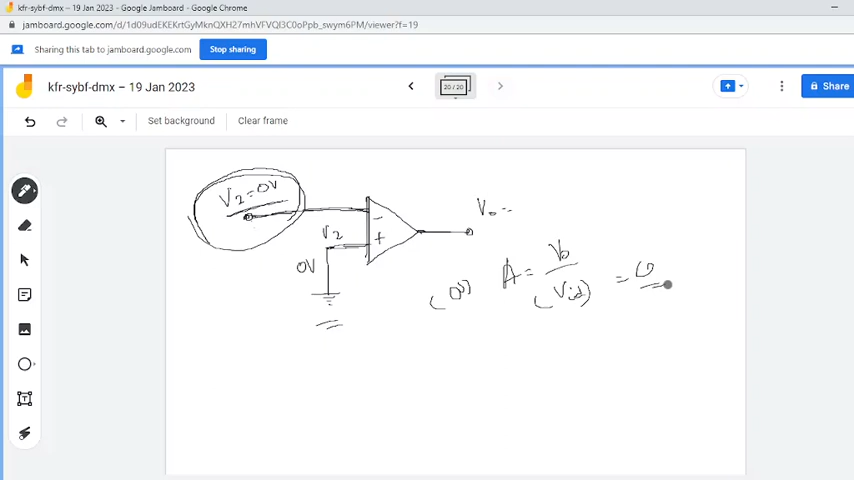 kfr-sybf-dmx – 19 Jan 2023 - Google Jamboard - Google Chrome
jamboard.google.com/d/1d09udEKEKrtGyMknQXH27mhVFVQI3C0oPpb_swym6PM/viewer?f=19
Sharing this tab to jamboard.google.com
Stop sharing
kfr-sybf-dmx – 19 Jan 2023
20 / 20
Share
Set background
Clear frame
V2=0V
V2
0V
-
+
Vo=
A = Vo / (Vid) =